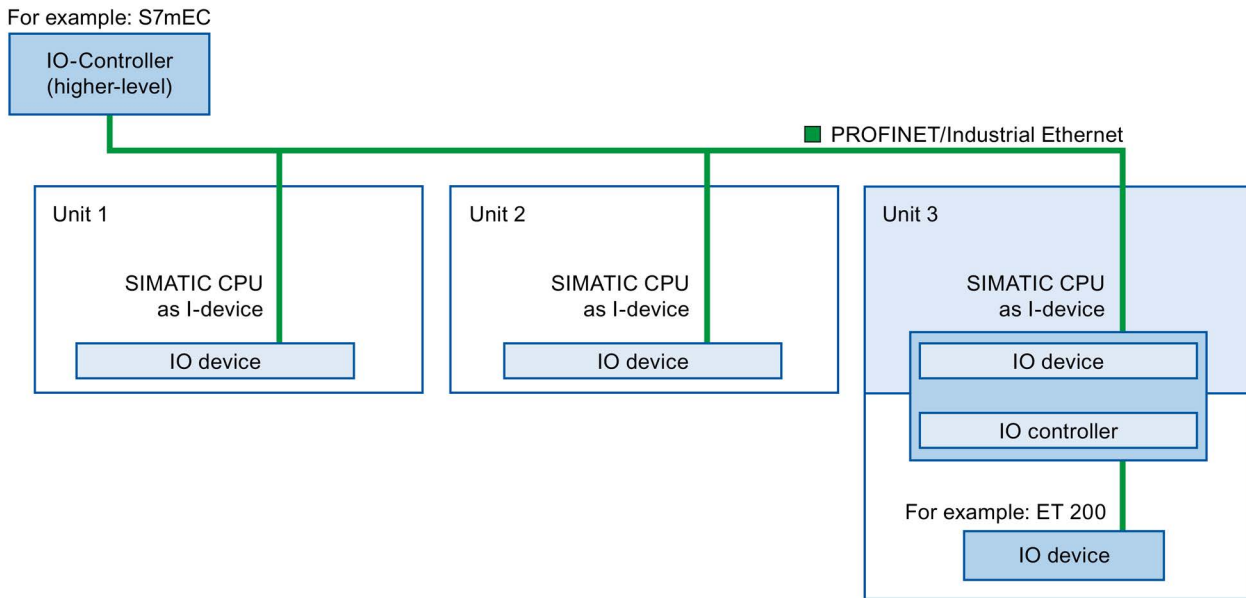 For example: S7mEC
IO-Controller
(higher-level)
PROFINET/Industrial Ethernet
Unit 1
SIMATIC CPU
as I-device
IO device
Unit 2
SIMATIC CPU
as I-device
IO device
Unit 3
SIMATIC CPU
as I-device
IO device
IO controller
For example: ET 200
IO device